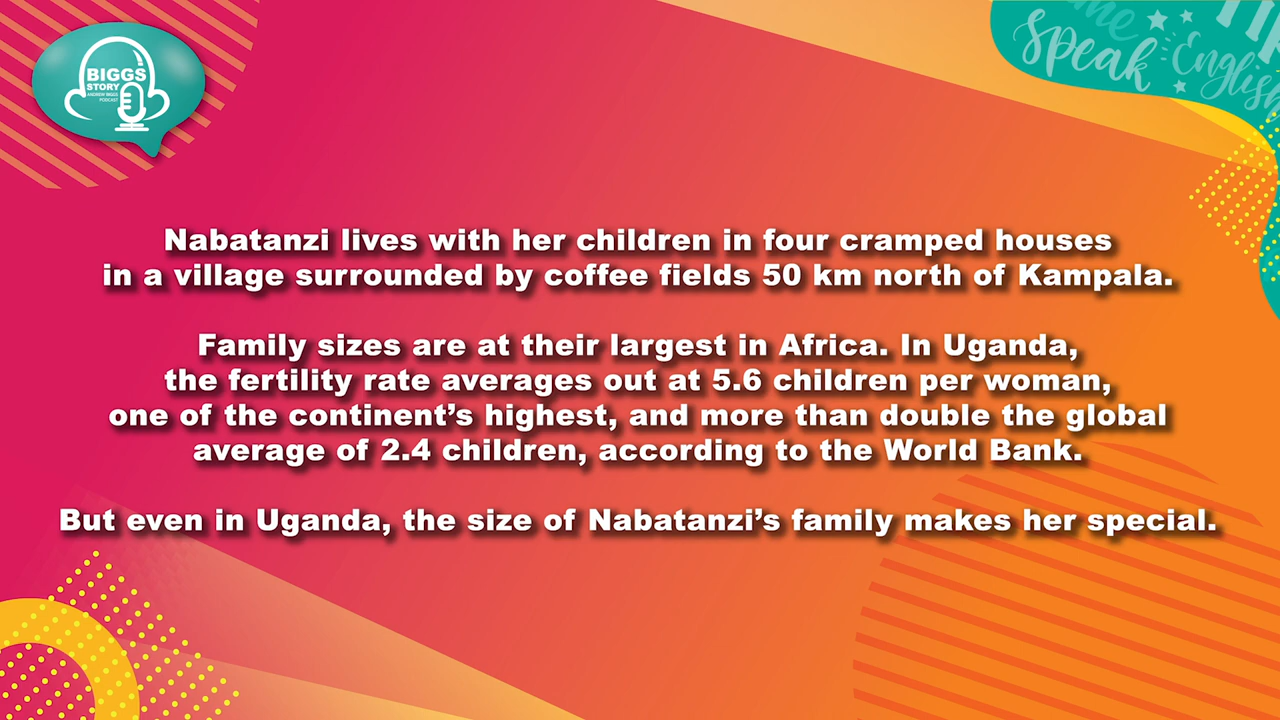 BIGGS
STORY
ANDREW BIGGS
PODCAST
me
Speak
English
Nabatanzi lives with her children in four cramped houses
in a village surrounded by coffee fields 50 km north of Kampala.
Family sizes are at their largest in Africa. In Uganda,
the fertility rate averages out at 5.6 children per woman,
one of the continent’s highest, and more than double the global
average of 2.4 children, according to the World Bank.
But even in Uganda, the size of Nabatanzi’s family makes her special.